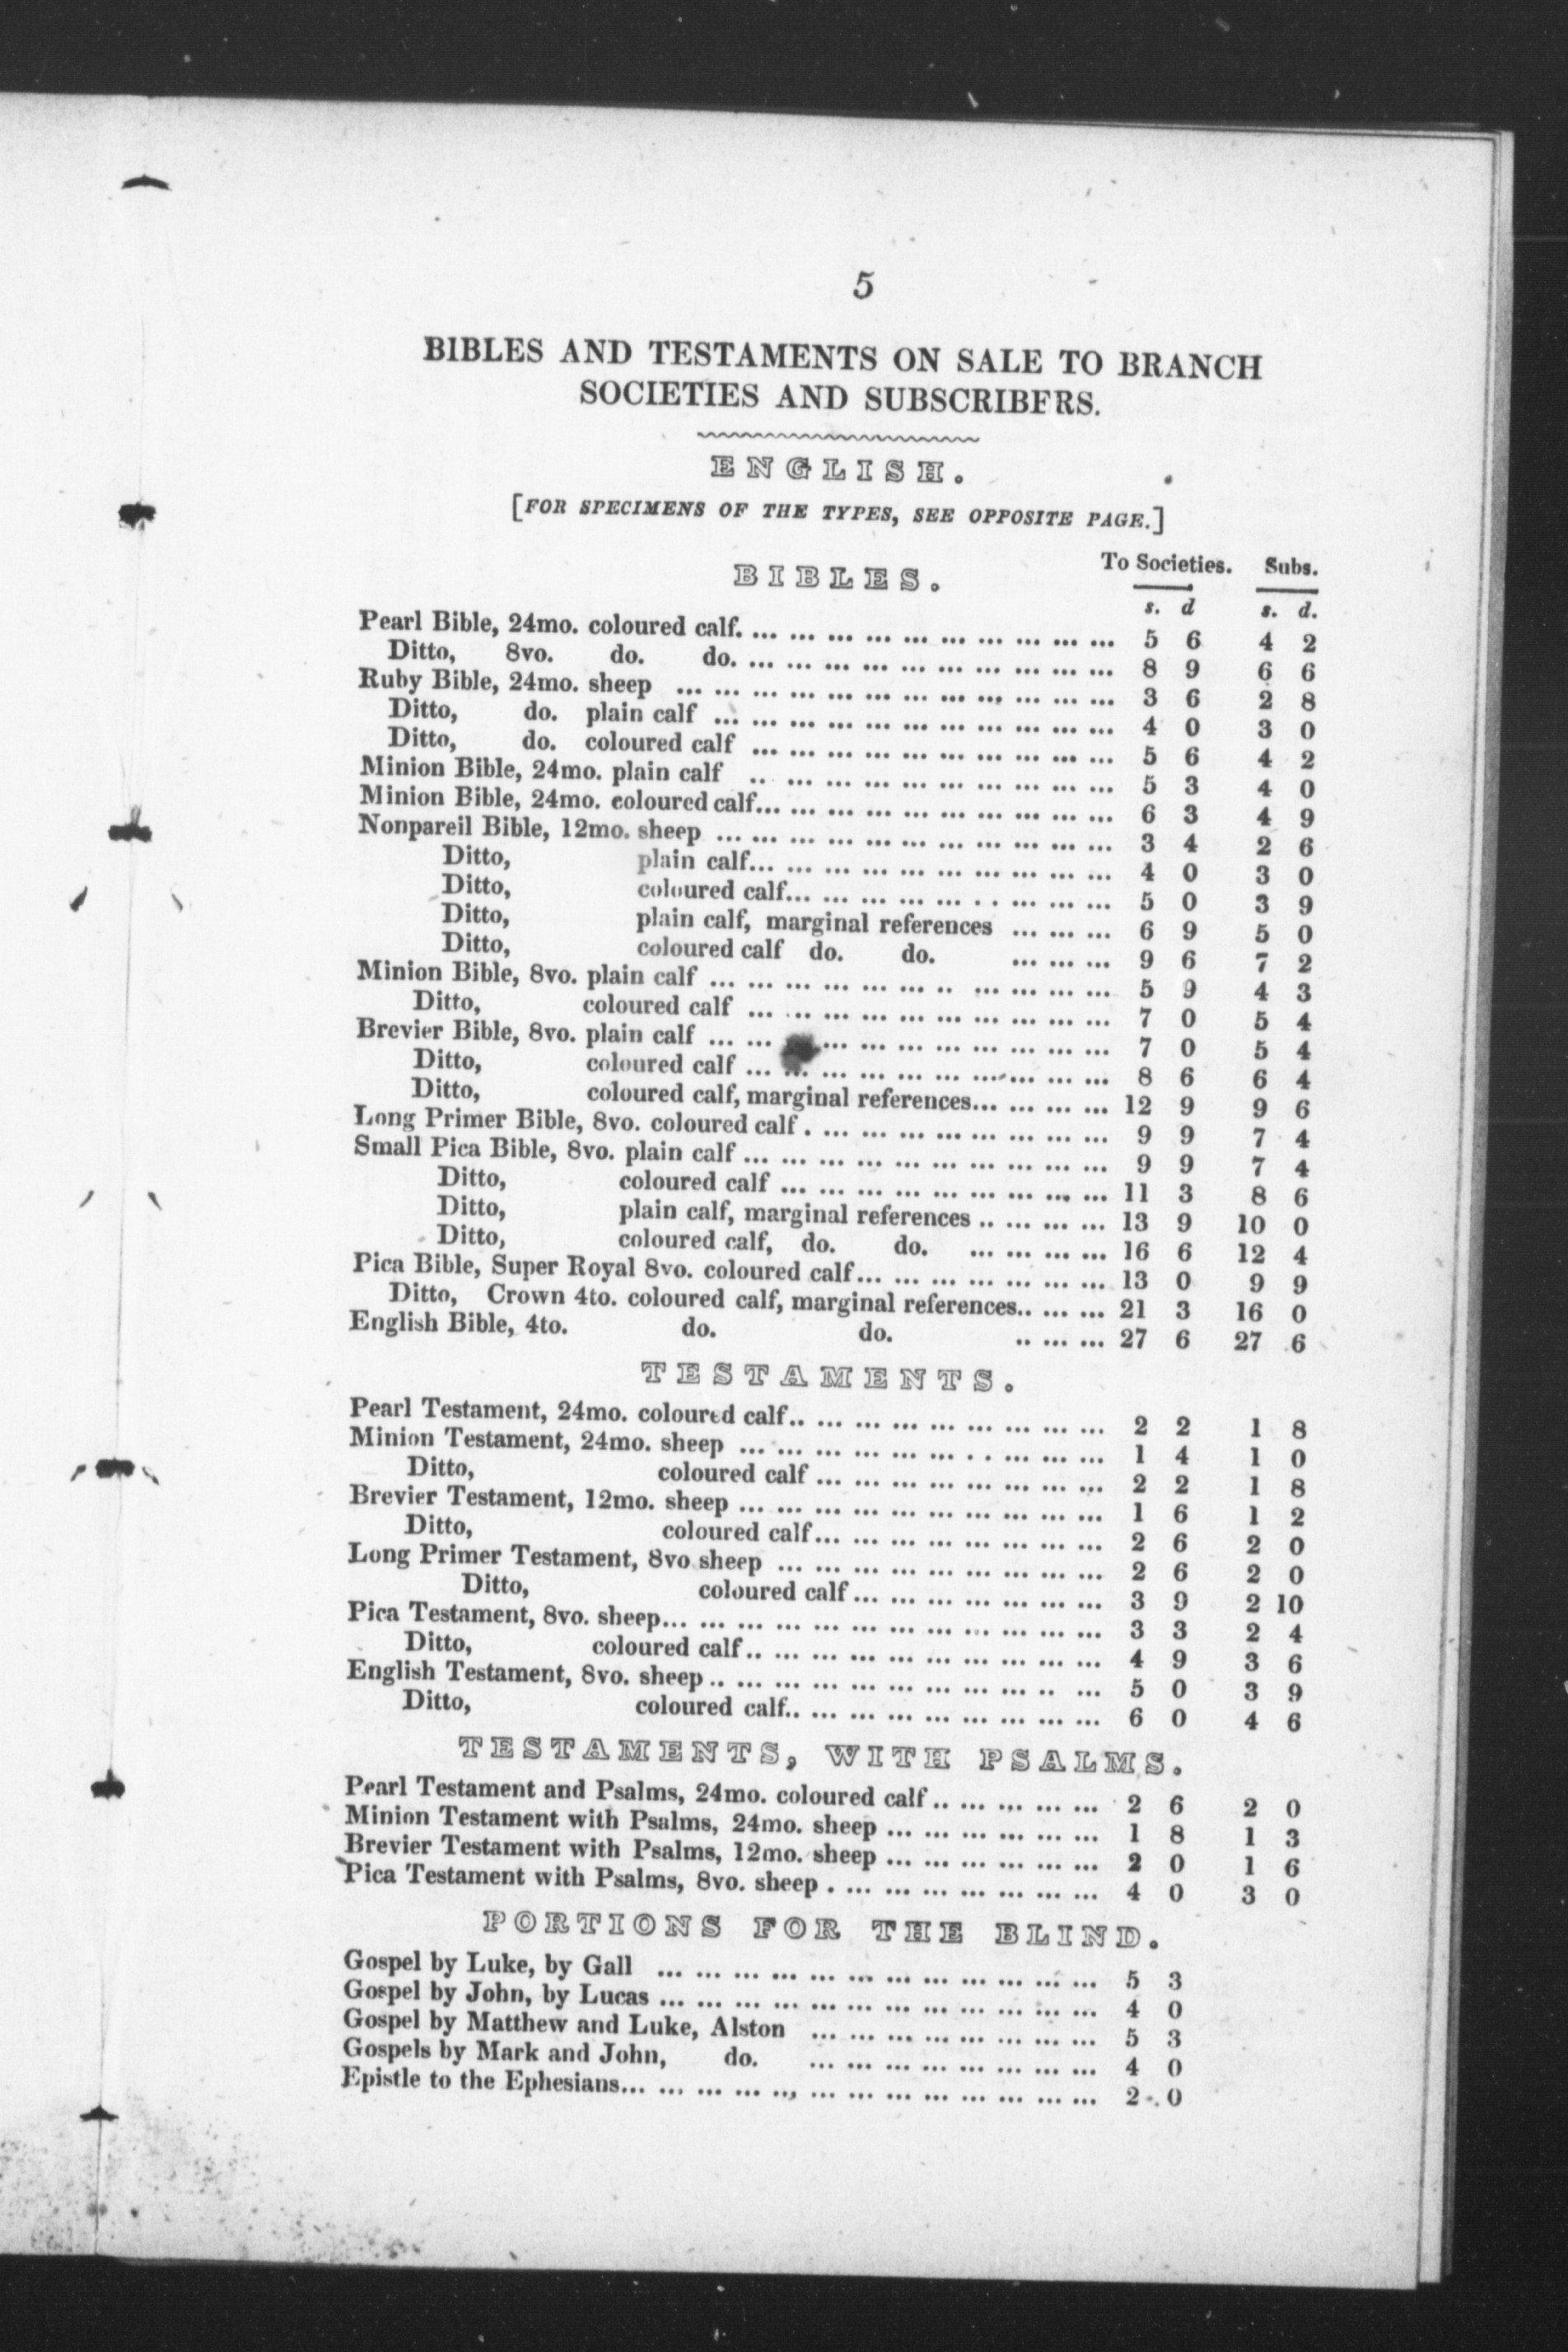 5
BIBLES AND TESTAMENTS ON SALE TO BRANCH
SOCIETIES AND SUBSCRIBERS.
ENGLISH.
[FOR SPECIMENS OF THE TYPES, SEE OPPOSITE PAGE.]
BIBLES. To Societies. Subs.
s. d s. d.
Pearl Bible, 24mo. coloured calf. ... ... ... ... ... ... ... ... ... ... 5 6 4 2
Ditto, 8vo. do. do. ... ... ... ... ... ... ... ... ... ... 8 9 6 6
Ruby Bible, 24mo. sheep ... ... ... ... ... ... ... ... ... ... ... ... 3 6 2 8
Ditto, do. plain calf ... ... ... ... ... ... ... ... ... ... ... 4 0 3 0
Ditto, do. coloured calf ... ... ... ... ... ... ... ... ... ... 5 6 4 2
Minion Bible, 24mo. plain calf .. ... ... ... ... ... ... ... ... ... 5 3 4 0
Minion Bible, 24mo. coloured calf... ... ... ... ... ... ... ... ... ... 6 3 4 9
Nonpareil Bible, 12mo. sheep ... ... ... ... ... ... ... ... ... ... ... 3 4 2 6
Ditto, plain calf... ... ... ... ... ... ... ... ... ... 4 0 3 0
Ditto, coloured calf... ... ... ... ... . . ... ... ... 5 0 3 9
Ditto, plain calf, marginal references ... ... ... 6 9 5 0
Ditto, coloured calf do. do. ... ... ... 9 6 7 2
Minion Bible, 8vo. plain calf ... ... ... ... ... ... .. ... ... ... ... 5 9 4 3
Ditto, coloured calf ... ... ... ... ... ... ... ... ... ... 7 0 5 4
Brevier Bible, 8vo. plain calf ... ... ... ... ... ... ... ... ... ... 7 0 5 4
Ditto, coloured calf ... ... ... ... ... ... ... ... ... ... 8 6 6 4
Ditto, coloured calf, marginal references... ... ... ... 12 9 9 6
Long Primer Bible, 8vo. coloured calf . ... ... ... ... ... ... ... ... 9 9 7 4
Small Pica Bible, 8vo. plain calf ... ... ... ... ... ... ... ... ... ... 9 9 7 4
Ditto, coloured calf ... ... ... ... ... ... ... ... ... 11 3 8 6
Ditto, plain calf, marginal references .. ... ... ... 13 9 10 0
Ditto, coloured calf, do. do. ... ... ... ... 16 6 12 4
Pica Bible, Super Royal 8vo. coloured calf... ... ... ... ... ... ... 13 0 9 9
Ditto, Crown 4to. coloured calf, marginal references.. ... ... 21 3 16 0
English Bible, 4to. do. do. .. ... ... 27 6 27 6
TESTAMENTS.
Pearl Testament, 24mo. coloured calf.. ... ... ... ... ... ... ... ... 2 2 1 8
Minion Testament, 24mo. sheep ... ... ... ... ... ... . . ... ... ... 1 4 1 0
Ditto, coloured calf ... ... ... ... ... ... ... ... 2 2 1 8
Brevier Testament, 12mo. sheep ... ... ... ... ... ... ... ... ... ... 1 6 1 2
Ditto, coloured calf... ... ... ... ... ... ... ... 2 6 2 0
Long Primer Testament, 8vo sheep ... ... ... ... ... ... ... ... ... 2 6 2 0
Ditto, coloured calf... ... ... ... ... ... ... 3 9 2 10
Pica Testament, 8vo. sheep... ... ... ... ... ... ... ... ... ... ... ... 3 3 2 4
Ditto, coloured calf.. ... ... ... ... ... ... ... ... ... 4 9 3 6
English Testament, 8vo. sheep .. ... ... ... ... ... ... ... ... .. ... 5 0 3 9
Ditto, coloured calf.. ... ... ... ... ... ... ... ... 6 0 4 6
TESTAMENTS, WITH PSALMS.
Pearl Testament and Psalms, 24mo. coloured calf .. ... ... ... ... 2 6 2 0
Minion Testament with Psalms, 24mo. sheep ... ... ... ... ... ... 1 8 1 3
Brevier Testament with Psalms, 12mo. sheep ... ... ... ... ... ... 2 0 1 6
Pica Testament with Psalms, 8vo. sheep . ... ... ... ... ... ... ... 4 0 3 0
PORTIONS FOR THE BLIND.
Gospel by Luke, by Gall ... ... ... ... ... ... ... ... ... ... ... ... 5 3
Gospel by John, by Lucas ... ... ... ... ... ... ... ... ... ... ... ... 4 0
Gospel by Matthew and Luke, Alston ... ... ... ... ... ... ... ... 5 3
Gospels by Mark and John, do. ... ... ... ... ... ... ... ... 4 0
Epistle to the Ephesians... ... ... ... ... ... ... ... ... ... ... ... ... 2 0